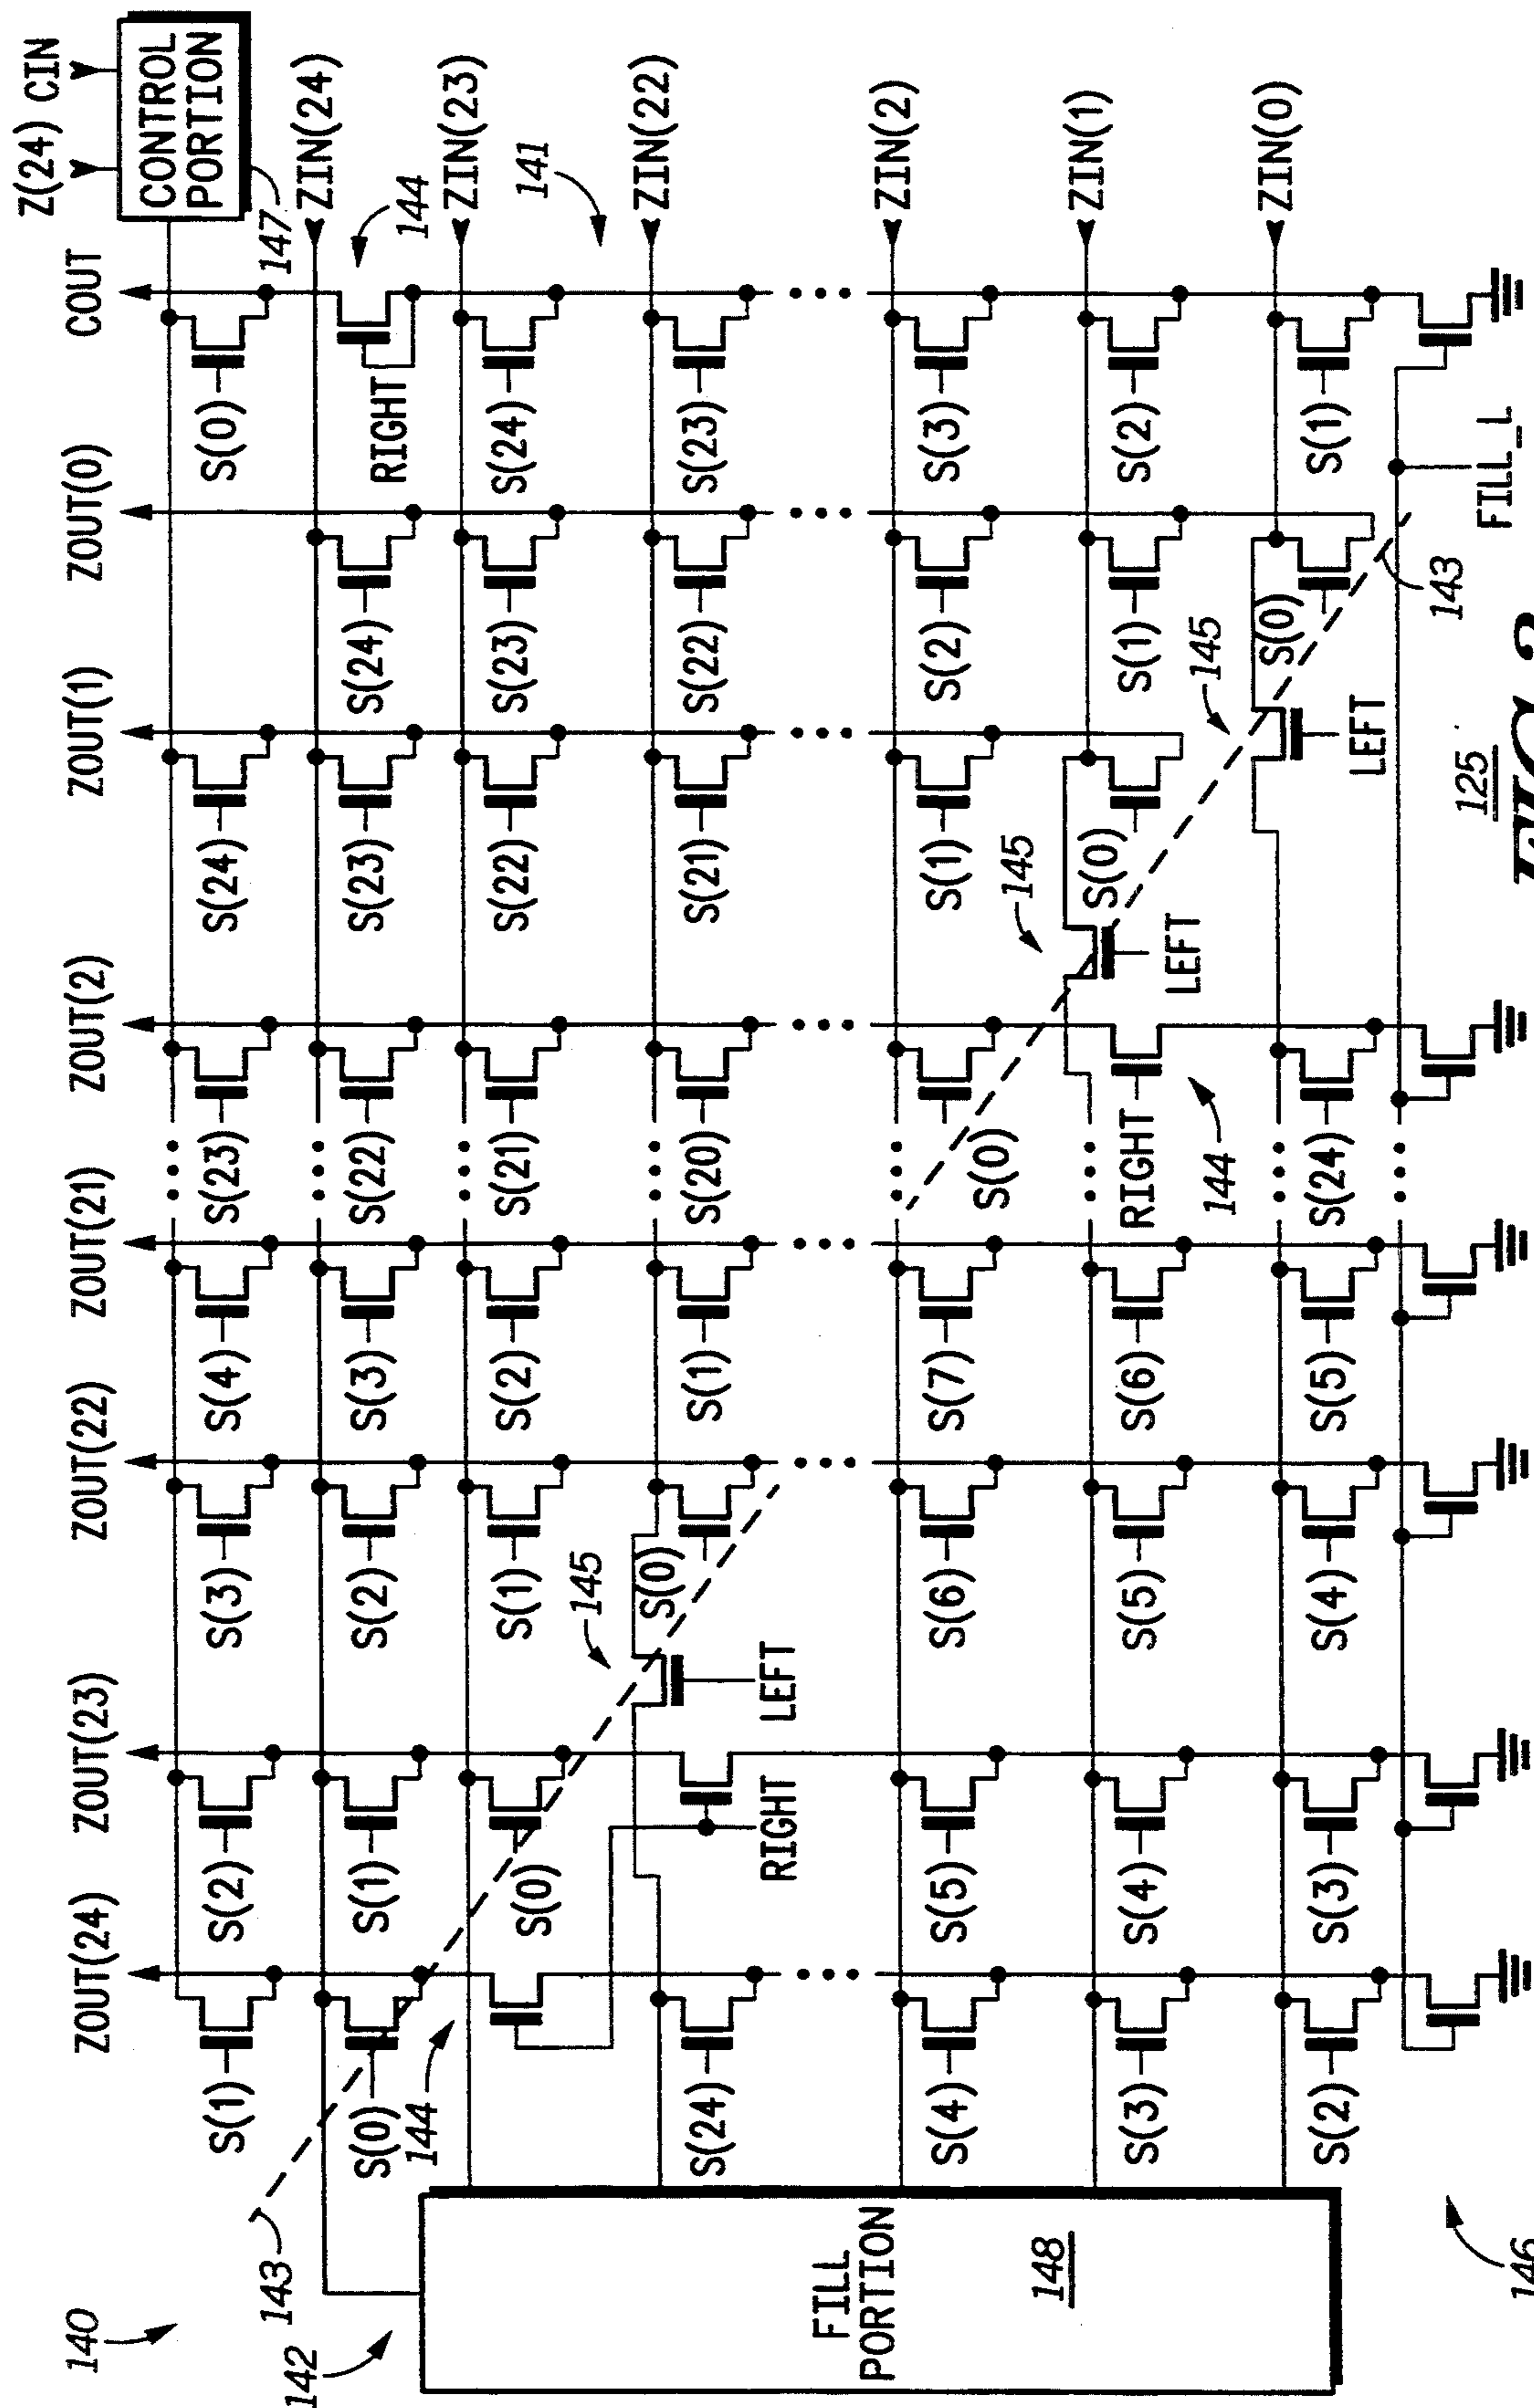 Z(24) CIN
140 ZOUT(24) ZOUT(23) ZOUT(22) ZOUT(21) ZOUT(2) ZOUT(1) ZOUT(0) COUT
CONTROL
PORTION
S(1) S(2) S(3) S(4) S(23) S(24) S(0)
143 147
142 ZIN(24)
S(0) S(1) S(2) S(3) S(22) S(23) S(24) RIGHT
144 144
ZIN(23)
S(0) S(1) S(2) S(21) S(22) S(23) S(24)
141
145
ZIN(22)
S(0)
S(24) S(1) S(20) S(21) S(22) S(23)
RIGHT LEFT
FILL
PORTION
ZIN(2)
S(4) S(5) S(6) S(7) S(0) S(1) S(2) S(3)
145
148
ZIN(1)
S(0)
S(3) S(4) S(5) S(6) RIGHT S(1) S(2)
LEFT
144 145
ZIN(0)
S(0)
S(2) S(3) S(4) S(5) S(24) S(1)
LEFT
143
FILL_L
125
146